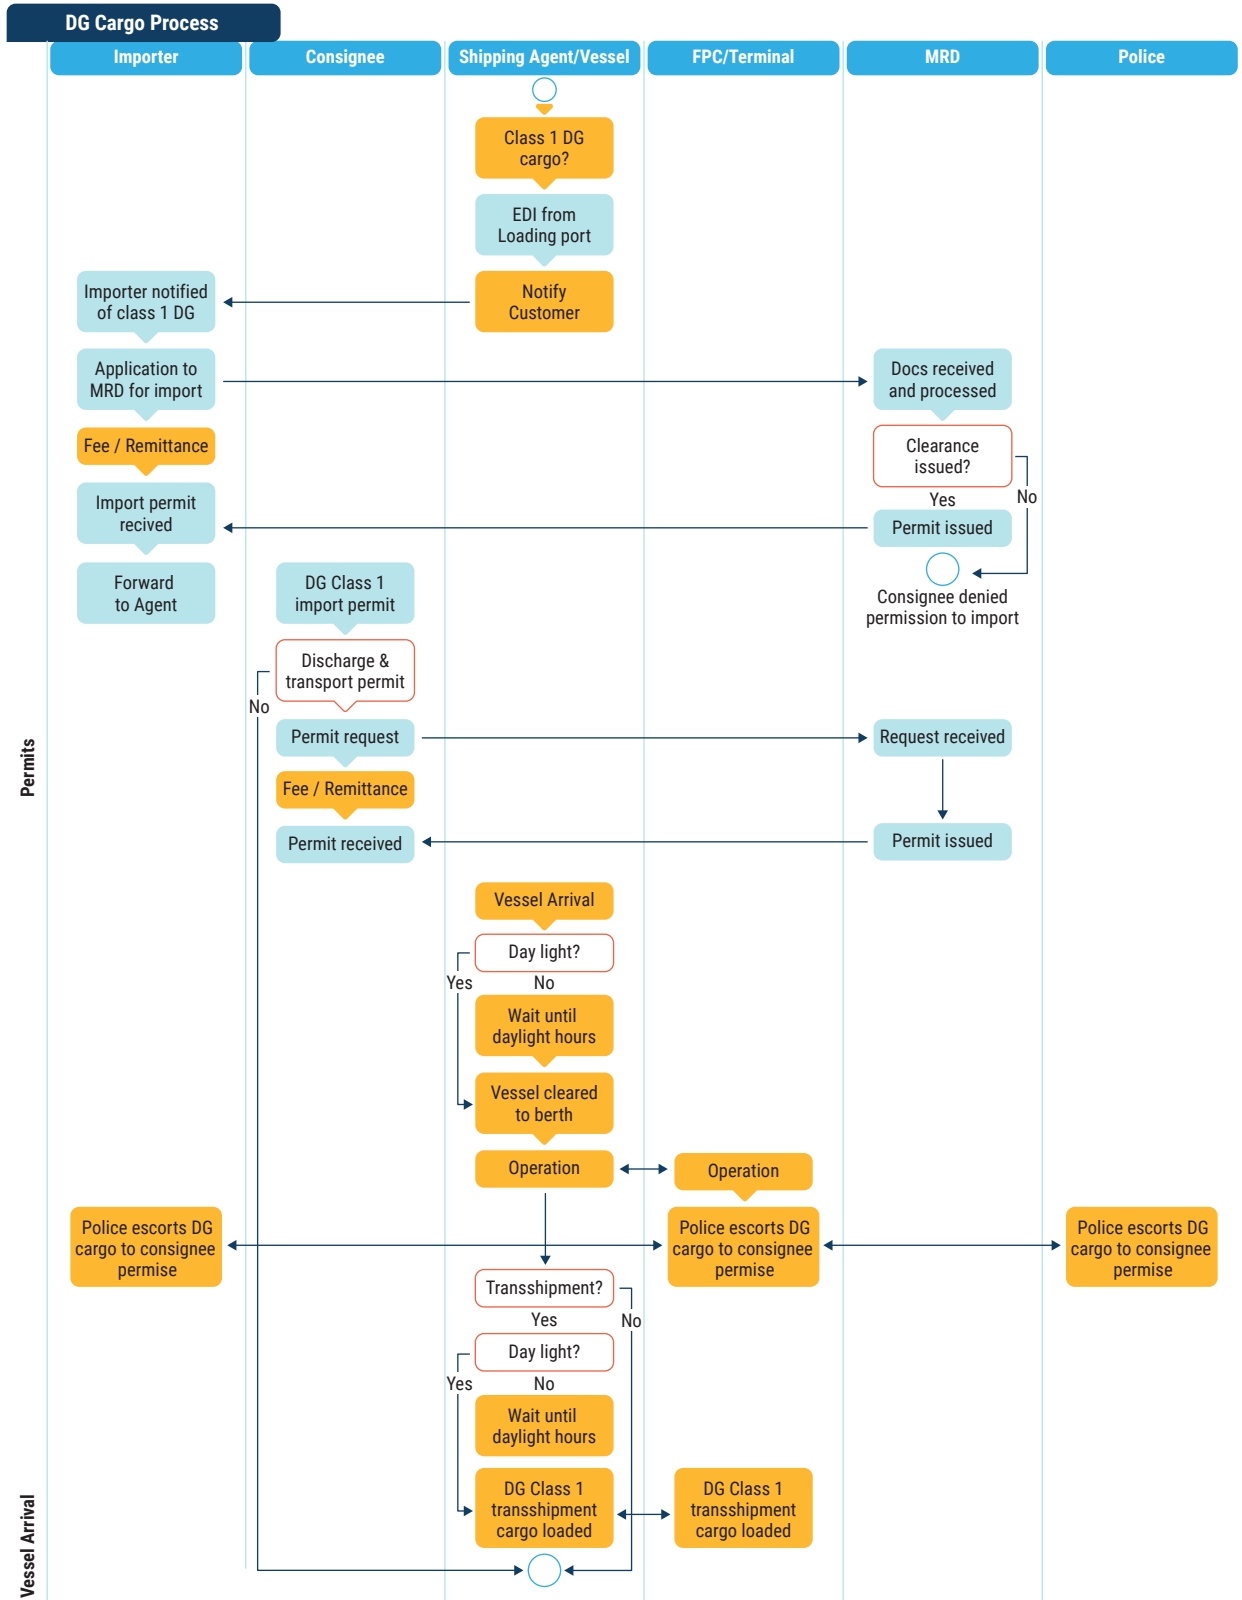 DG Cargo Process
Importer
Consignee
Shipping Agent/Vessel
FPC/Terminal
MRD
Police
Class 1 DG
cargo?
EDI from
Loading port
Notify
Customer
Importer notified
of class 1 DG
Application to
MRD for import
Docs received
and processed
Fee / Remittance
Clearance
issued?
Yes
No
Import permit
recived
Permit issued
Forward
to Agent
DG Class 1
import permit
Consignee denied
permission to import
Discharge &
transport permit
No
Permit request
Request received
Fee / Remittance
Permit received
Permit issued
Permits
Vessel Arrival
Day light?
Yes
No
Wait until
daylight hours
Vessel cleared
to berth
Operation
Operation
Police escorts DG
cargo to consignee
permise
Police escorts DG
cargo to consignee
permise
Police escorts DG
cargo to consignee
permise
Transshipment?
Yes
No
Day light?
Yes
No
Wait until
daylight hours
DG Class 1
transshipment
cargo loaded
DG Class 1
transshipment
cargo loaded
Vessel Arrival